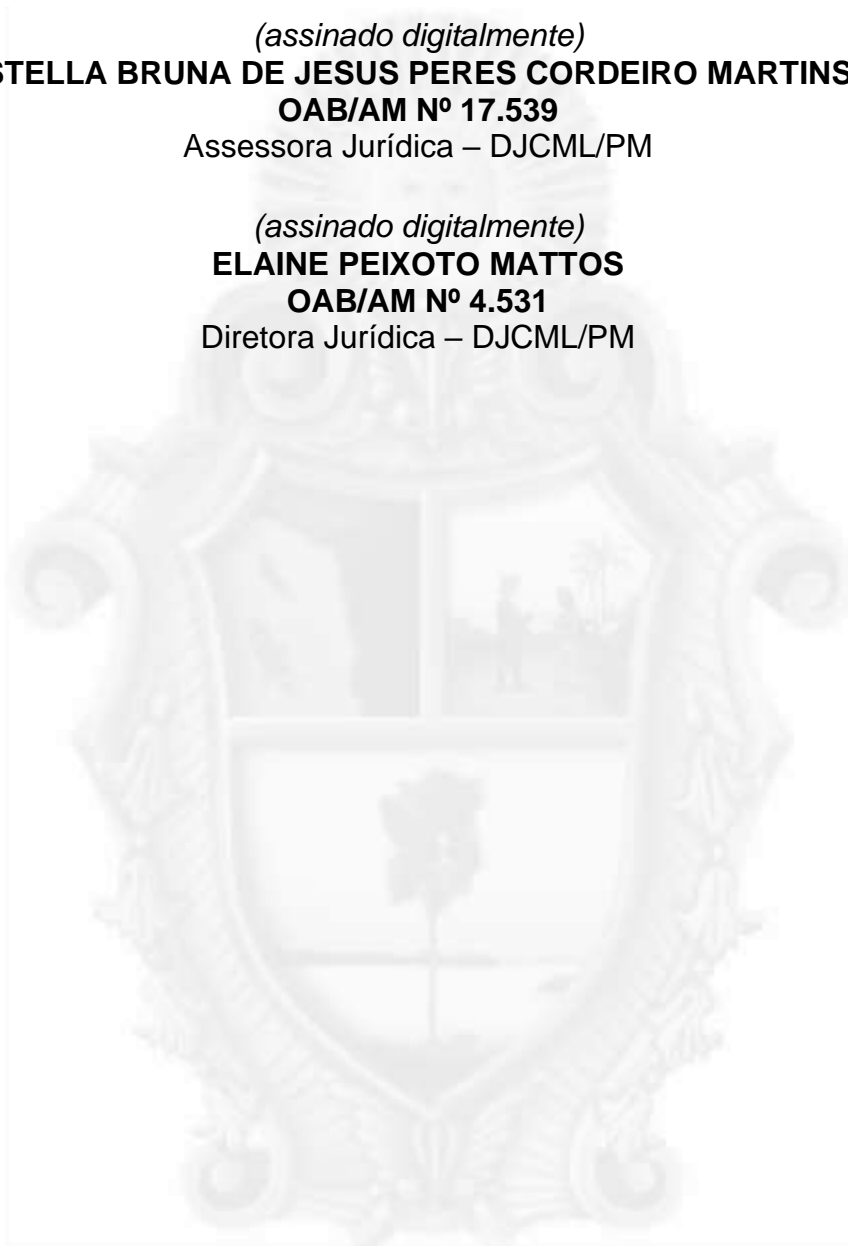 (assinado digitalmente)
STELLA BRUNA DE JESUS PERES CORDEIRO MARTINS
OAB/AM Nº 17.539
Assessora Jurídica – DJCML/PM
(assinado digitalmente)
ELAINE PEIXOTO MATTOS
OAB/AM Nº 4.531
Diretora Jurídica – DJCML/PM